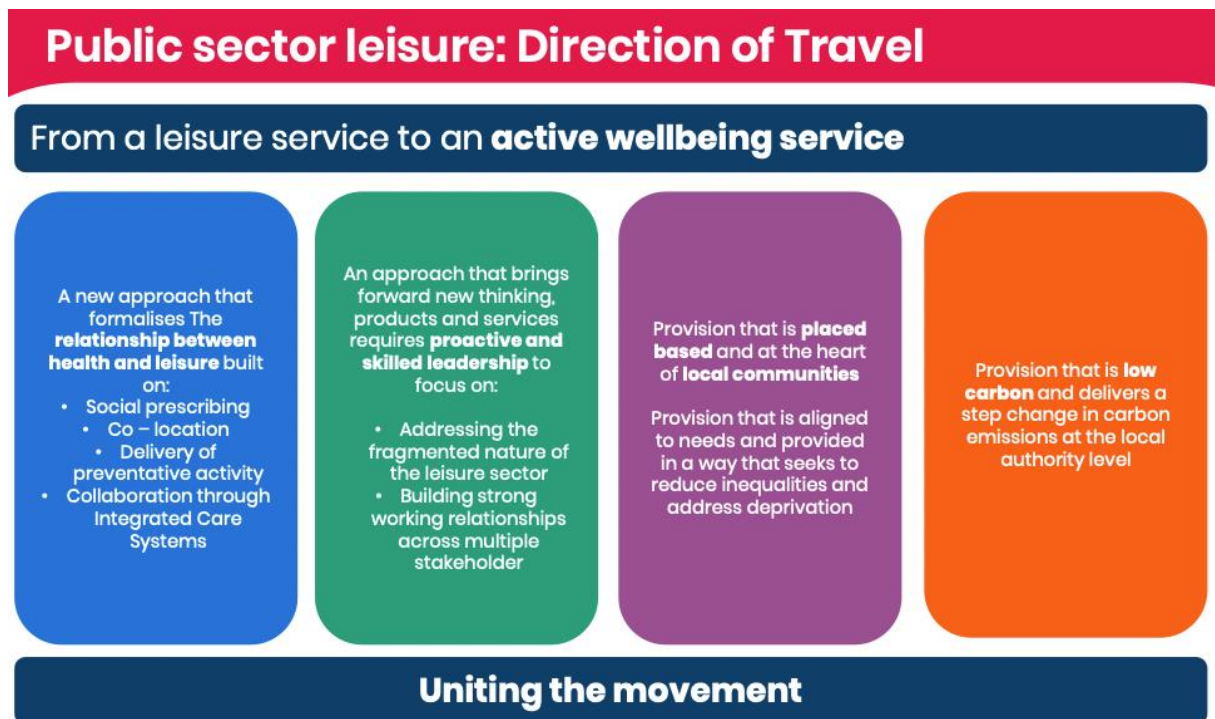 Public sector leisure: Direction of Travel
From a leisure service to an active wellbeing service
A new approach that
formalises The
relationship between
health and leisure built
on:
• Social prescribing
• Co – location
• Delivery of
preventative activity
• Collaboration through
Integrated Care
Systems
An approach that brings
forward new thinking,
products and services
requires proactive and
skilled leadership to
focus on:
• Addressing the
fragmented nature of
the leisure sector
• Building strong
working relationships
across multiple
stakeholder
Provision that is placed
based and at the heart
of local communities
Provision that is aligned
to needs and provided
in a way that seeks to
reduce inequalities and
address deprivation
Provision that is low
carbon and delivers a
step change in carbon
emissions at the local
authority level
Uniting the movement